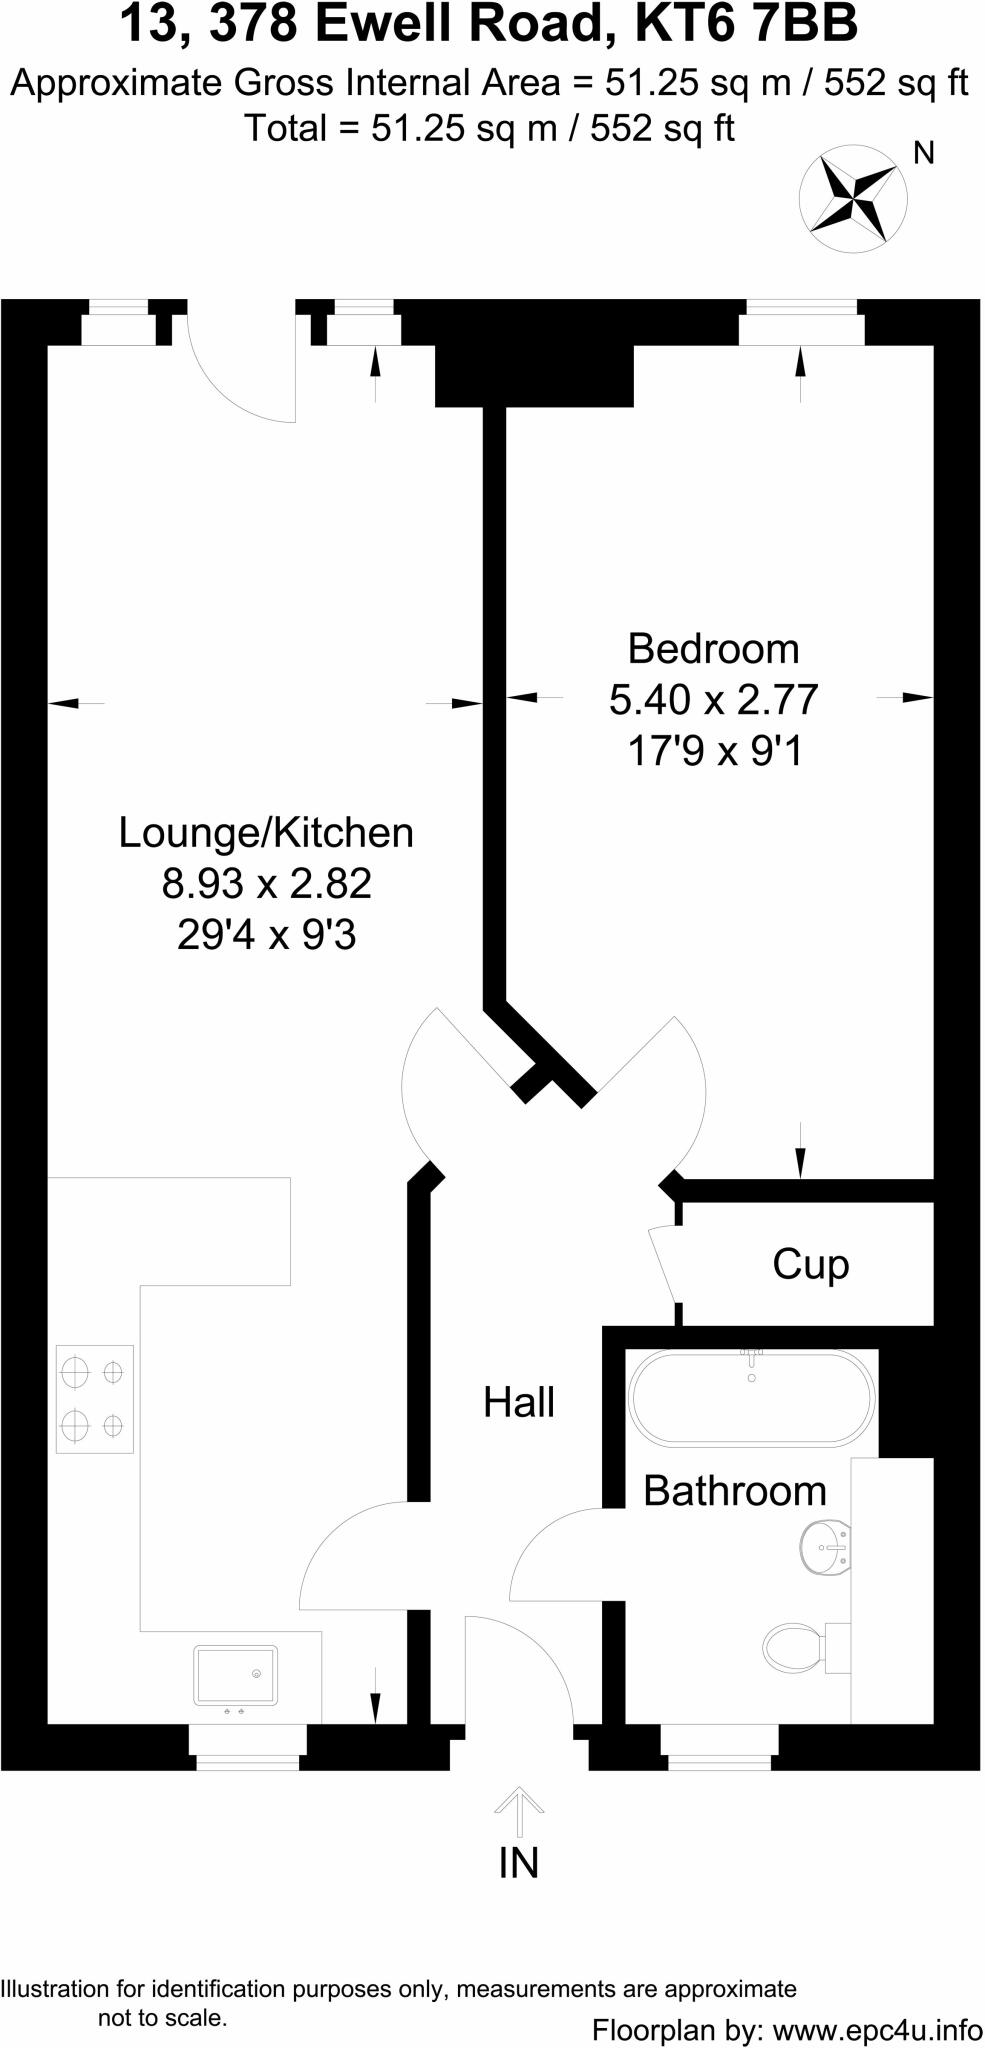 13, 378 Ewell Road, KT6 7BB
Approximate Gross Internal Area = 51.25 sq m / 552 sq ft
Total = 51.25 sq m / 552 sq ft
N
Bedroom
5.40 x 2.77
17'9 x 9'1
Lounge/Kitchen
8.93 x 2.82
29'4 x 9'3
Cup
Hall
Bathroom
IN
Illustration for identification purposes only, measurements are approximate
not to scale.
Floorplan by: www.epc4u.info